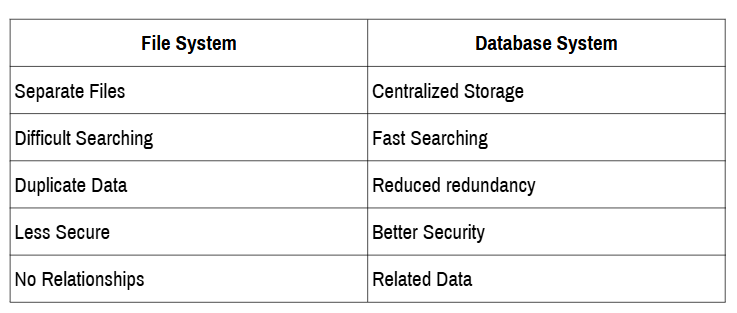 File System Database System
Separate Files Centralized Storage
Difficult Searching Fast Searching
Duplicate Data Reduced redundancy
Less Secure Better Security
No Relationships Related Data